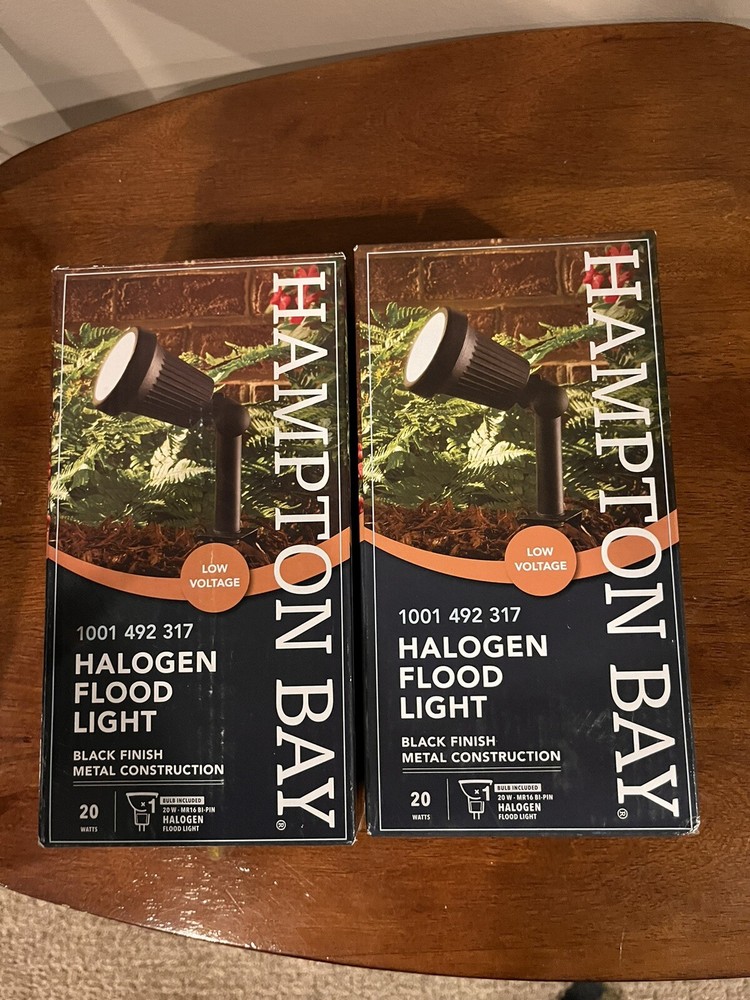 HAMPTON BAY®
LOW
VOLTAGE
1001 492 317
HALOGEN
FLOOD
LIGHT
BLACK FINISH
METAL CONSTRUCTION
20
WATTS
x1
BULB INCLUDED
20 W - MR16 BI-PIN
HALOGEN
FLOOD LIGHT
HAMPTON BAY®
LOW
VOLTAGE
1001 492 317
HALOGEN
FLOOD
LIGHT
BLACK FINISH
METAL CONSTRUCTION
20
WATTS
x1
BULB INCLUDED
20 W - MR16 BI-PIN
HALOGEN
FLOOD LIGHT